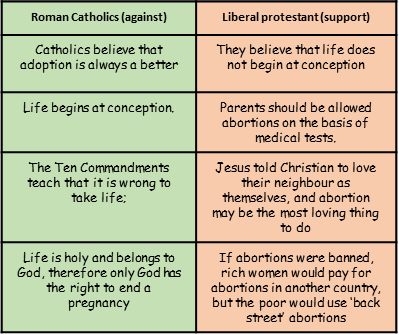 Roman Catholics (against)
Liberal protestant (support)
Catholics believe that
adoption is always a better
They believe that life does
not begin at conception
Life begins at conception.
Parents should be allowed
abortions on the basis of
medical tests.
The Ten Commandments
teach that it is wrong to
take life;
Jesus told Christian to love
their neighbour as
themselves, and abortion
may be the most loving thing
to do
Life is holy and belongs to
God, therefore only God has
the right to end a
pregnancy
If abortions were banned,
rich women would pay for
abortions in another country,
but the poor would use ‘back
street’ abortions